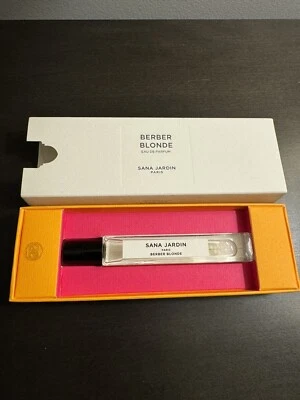 BERBER
BLONDE
EAU DE PARFUM
SANA JARDIN
PARIS
SANA JARDIN
PARIS
BERBER BLONDE